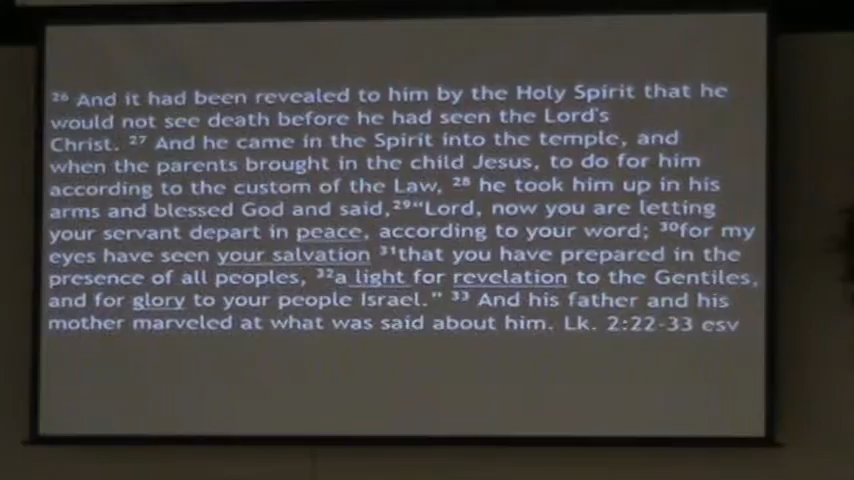 ²⁶ And it had been revealed to him by the Holy Spirit that he
would not see death before he had seen the Lord's
Christ. ²⁷ And he came in the Spirit into the temple, and
when the parents brought in the child Jesus, to do for him
according to the custom of the Law, ²⁸ he took him up in his
arms and blessed God and said,²⁹"Lord, now you are letting
your servant depart in peace, according to your word; ³⁰for my
eyes have seen your salvation ³¹that you have prepared in the
presence of all peoples, ³²a light for revelation to the Gentiles,
and for glory to your people Israel." ³³ And his father and his
mother marveled at what was said about him. Lk. 2:22-33 esv